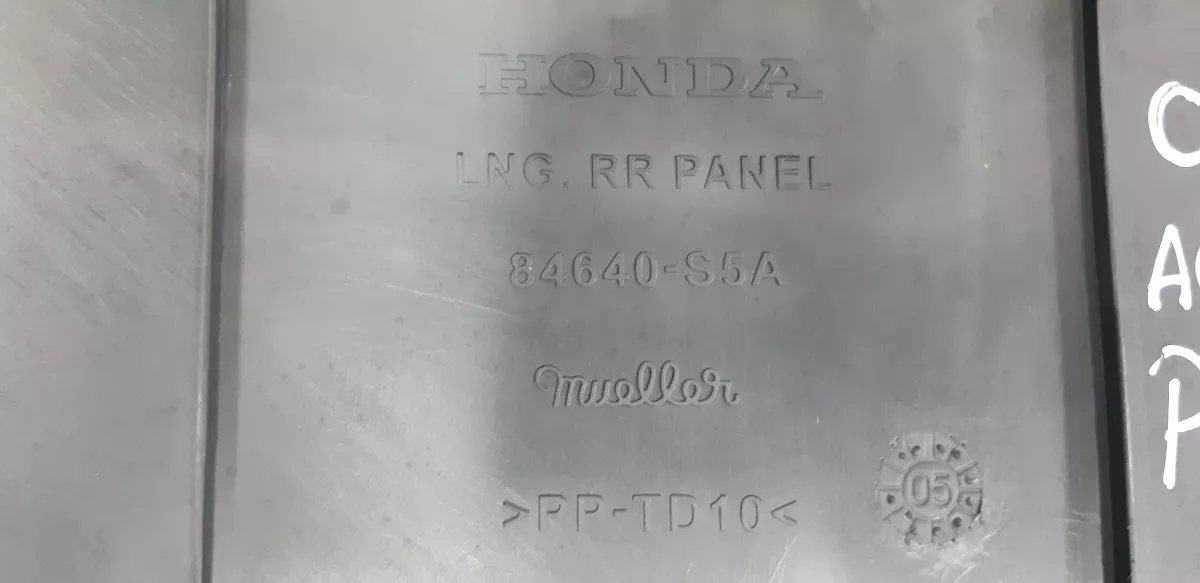 HONDA
LNG. RR PANEL
84640-S5A
Mueller
>PP-TD10<
05
P